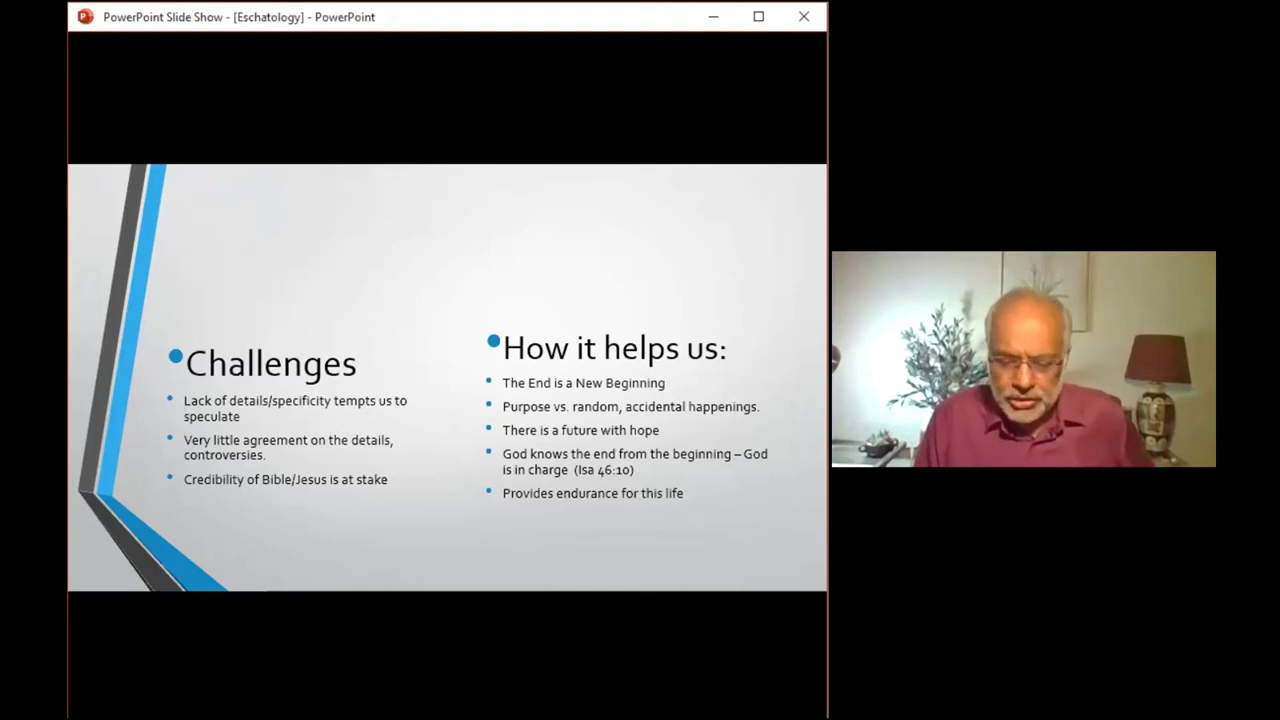 PowerPoint Slide Show - [Eschatology] - PowerPoint
Challenges
Lack of details/specificity tempts us to
speculate
Very little agreement on the details,
controversies.
Credibility of Bible/Jesus is at stake
How it helps us:
The End is a New Beginning
Purpose vs. random, accidental happenings.
There is a future with hope
God knows the end from the beginning – God
is in charge (Isa 46:10)
Provides endurance for this life